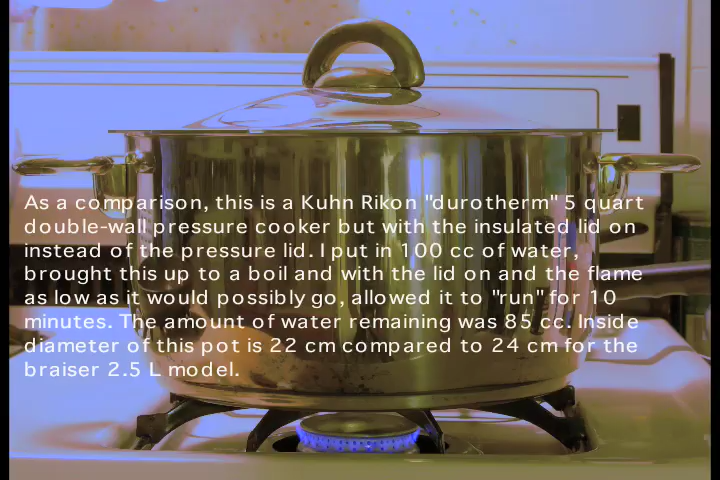 As a comparison, this is a Kuhn Rikon "durotherm" 5 quart
double-wall pressure cooker but with the insulated lid on
instead of the pressure lid. I put in 100 cc of water,
brought this up to a boil and with the lid on and the flame
as low as it would possibly go, allowed it to "run" for 10
minutes. The amount of water remaining was 85 cc. Inside
diameter of this pot is 22 cm compared to 24 cm for the
braiser 2.5 L model.